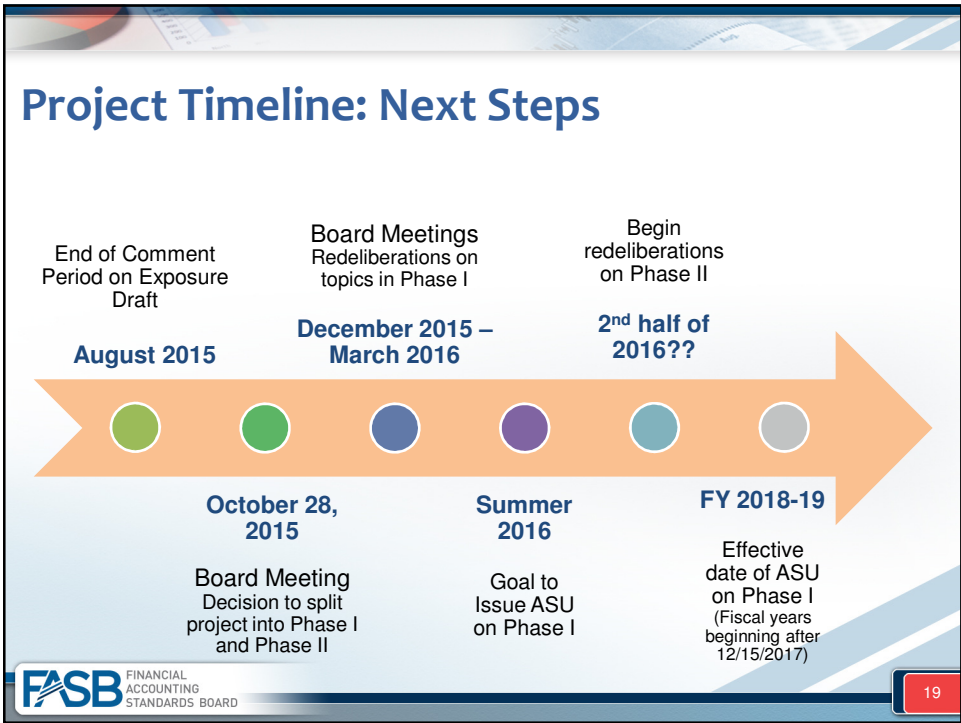 Project Timeline: Next Steps
End of Comment
Period on Exposure
Draft
August 2015
Board Meetings
Redeliberations on
topics in Phase I
December 2015 –
March 2016
Begin
redeliberations
on Phase II
2nd half of
2016??
October 28,
2015
Board Meeting
Decision to split
project into Phase I
and Phase II
Summer
2016
Goal to
Issue ASU
on Phase I
FY 2018-19
Effective
date of ASU
on Phase I
(Fiscal years
beginning after
12/15/2017)
FASB
FINANCIAL
ACCOUNTING
STANDARDS BOARD
19